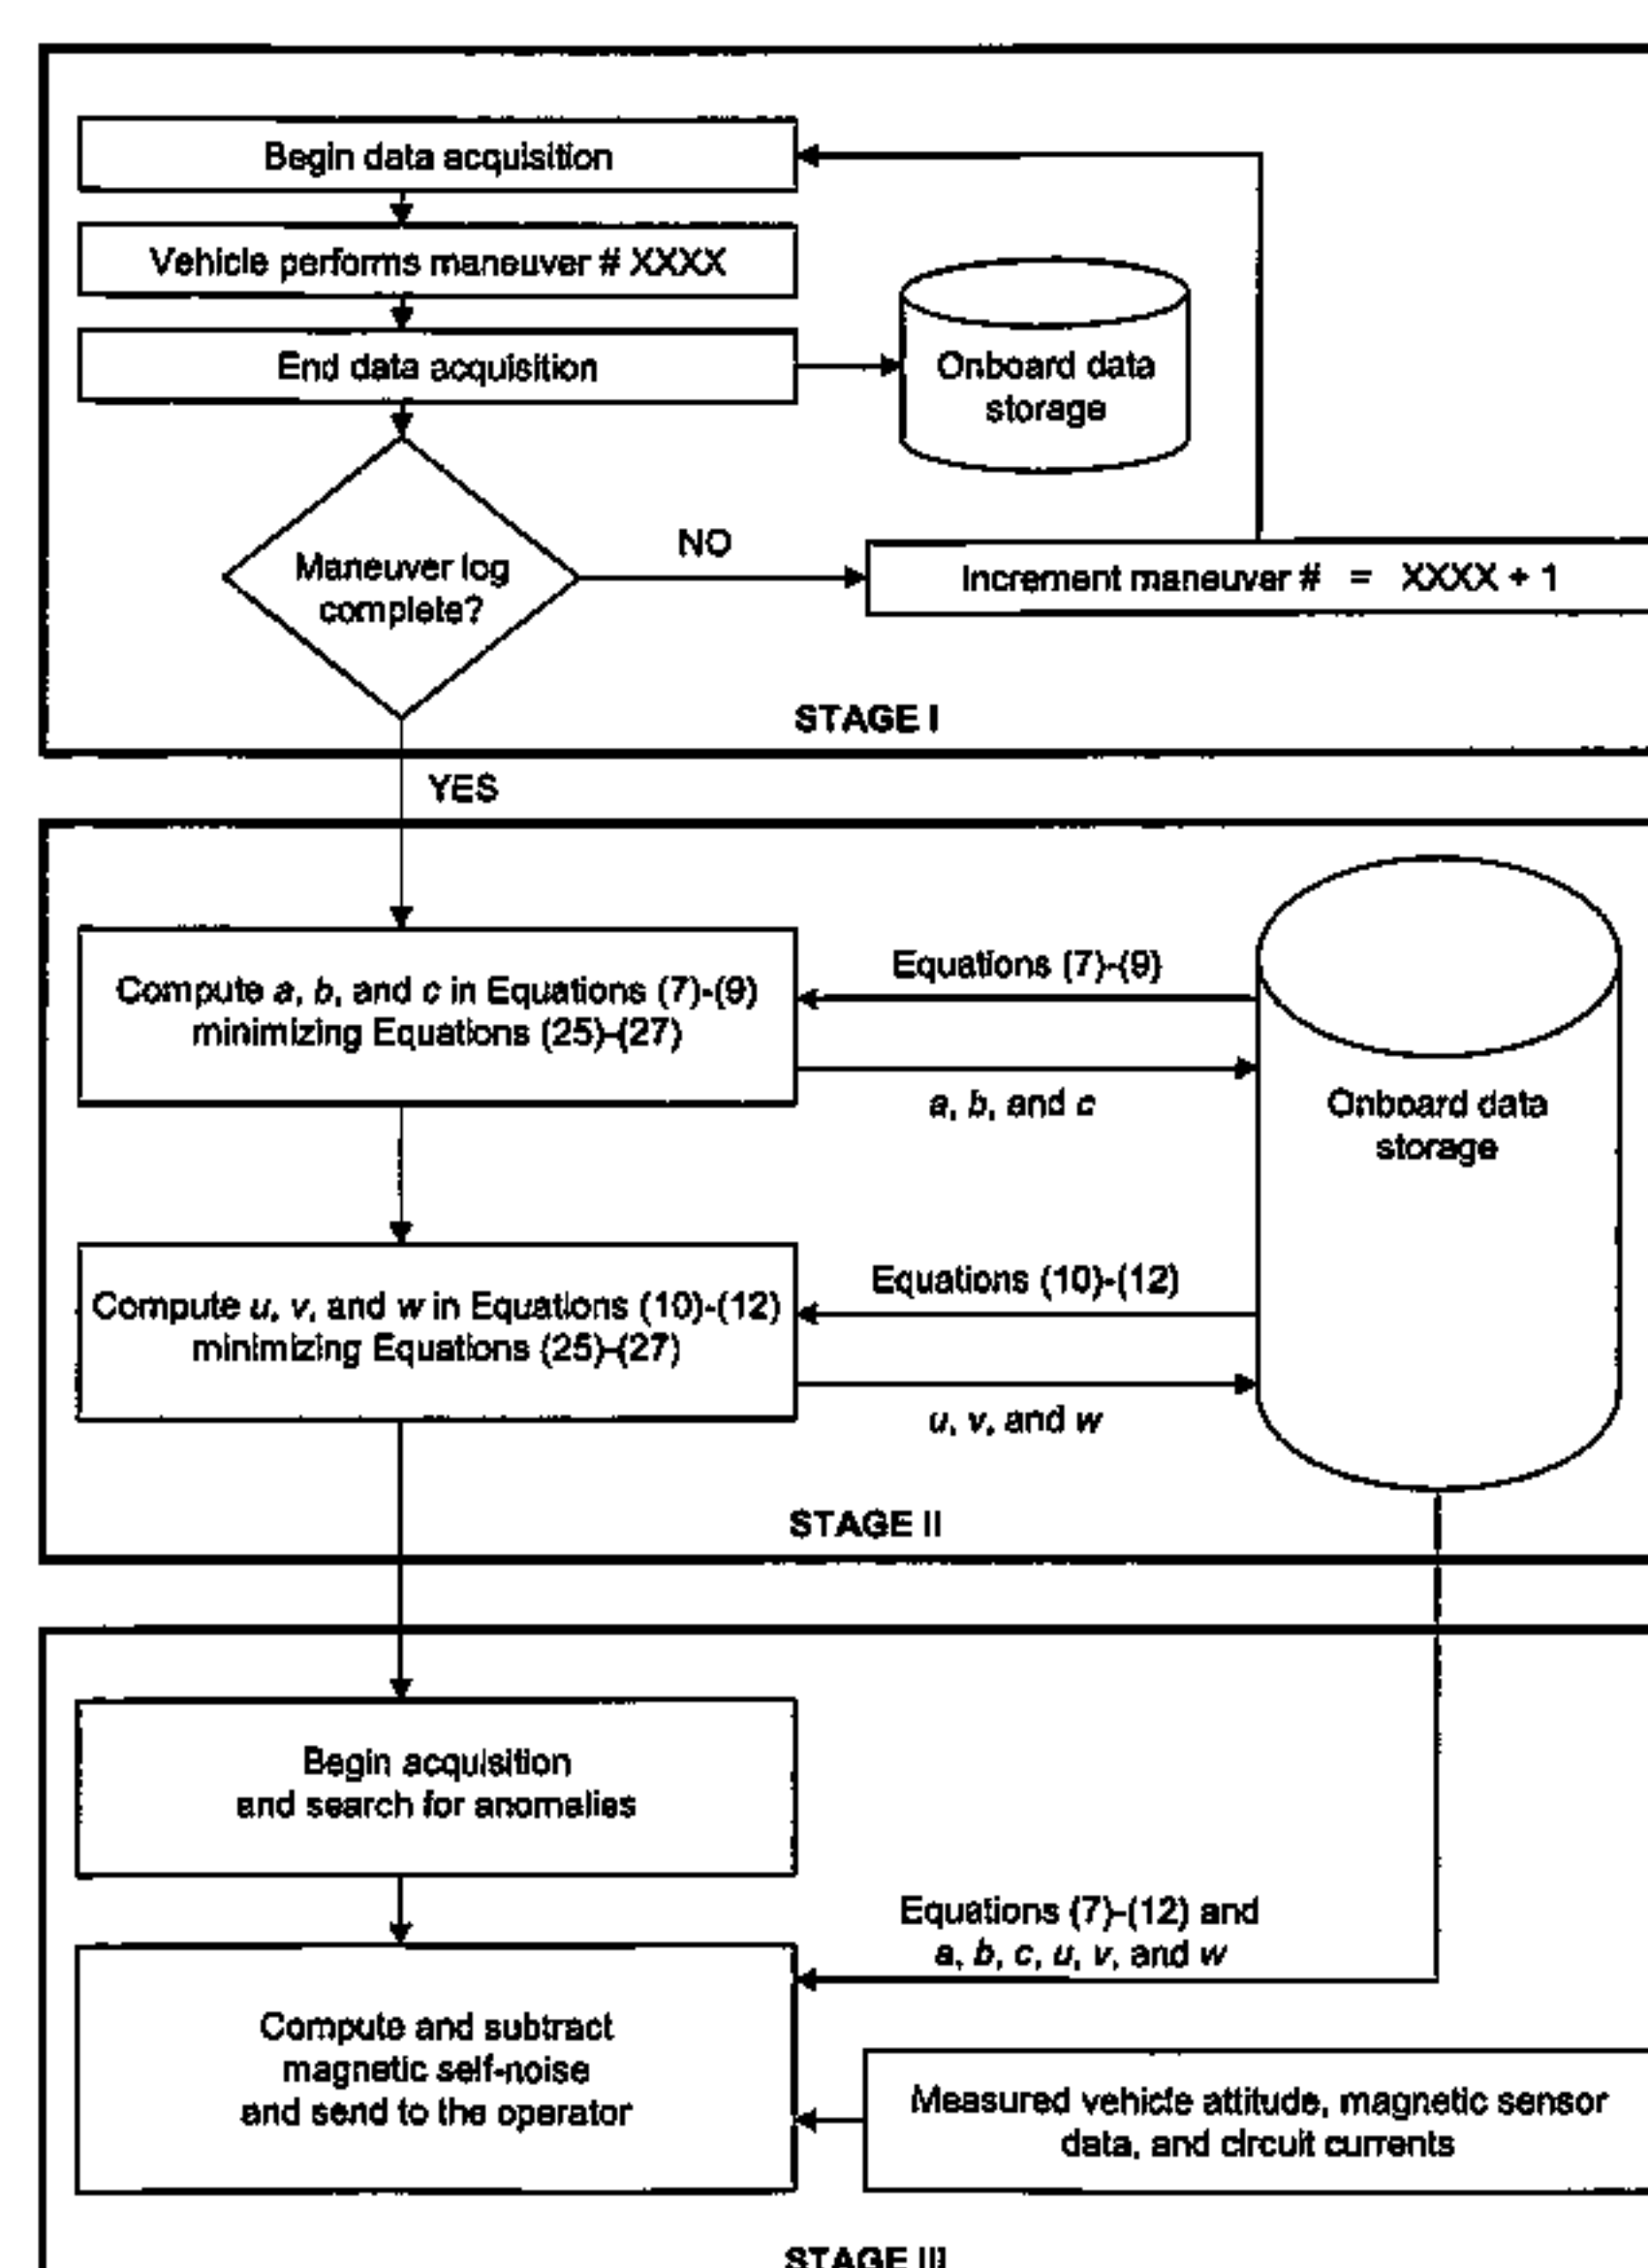 Begin data acquisition
Vehicle performs maneuver # XXXX
End data acquisition
Onboard data
storage
Maneuver log
complete?
NO
Increment maneuver # = XXXX + 1
STAGE I
YES
Compute a, b, and c in Equations (7)-(9)
minimizing Equations (25)-(27)
Equations (7)-(9)
a, b, and c
Onboard data
storage
Compute u, v, and w in Equations (10)-(12)
minimizing Equations (25)-(27)
Equations (10)-(12)
u, v, and w
STAGE II
Begin acquisition
and search for anomalies
Equations (7)-(12) and
a, b, c, u, v, and w
Compute and subtract
magnetic self-noise
and send to the operator
Measured vehicle attitude, magnetic sensor
data, and circuit currents
STAGE III